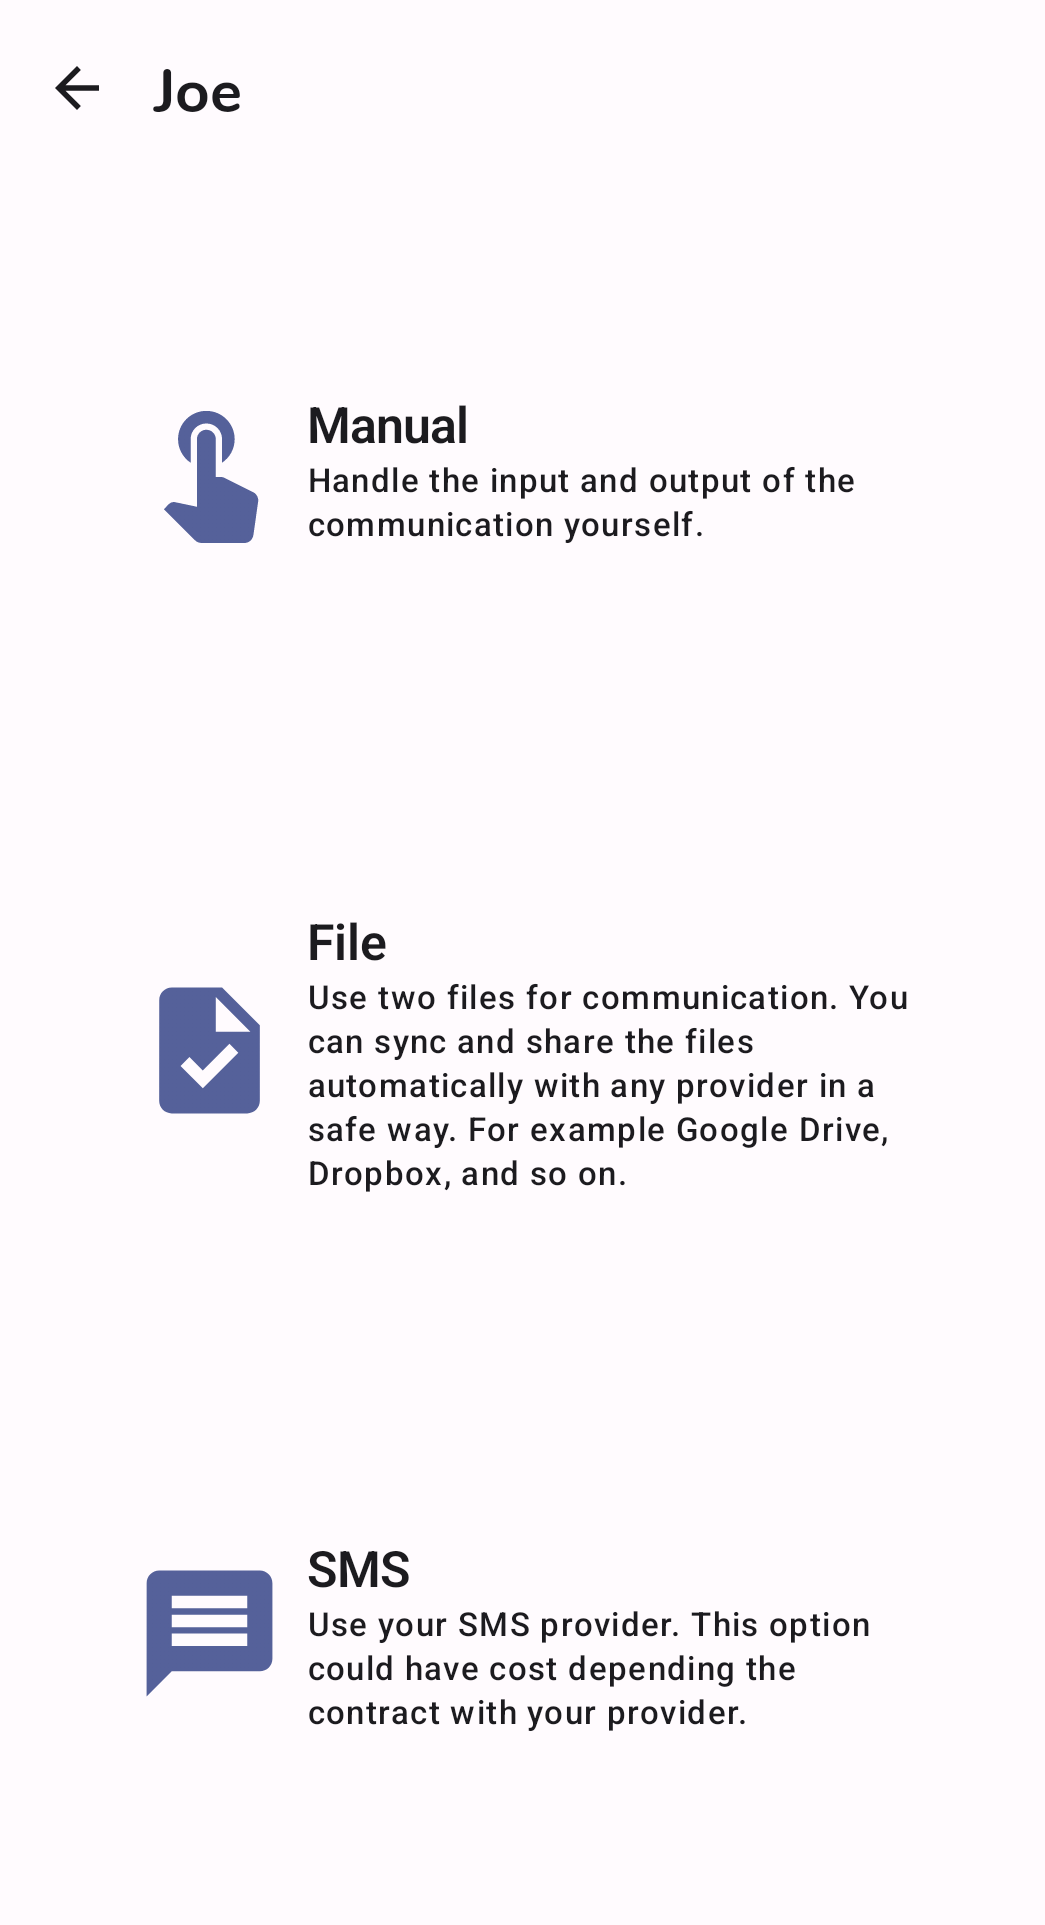 Joe
Manual
Handle the input and output of the
communication yourself.
File
Use two files for communication. You
can sync and share the files
automatically with any provider in a
safe way. For example Google Drive,
Dropbox, and so on.
SMS
Use your SMS provider. This option
could have cost depending the
contract with your provider.